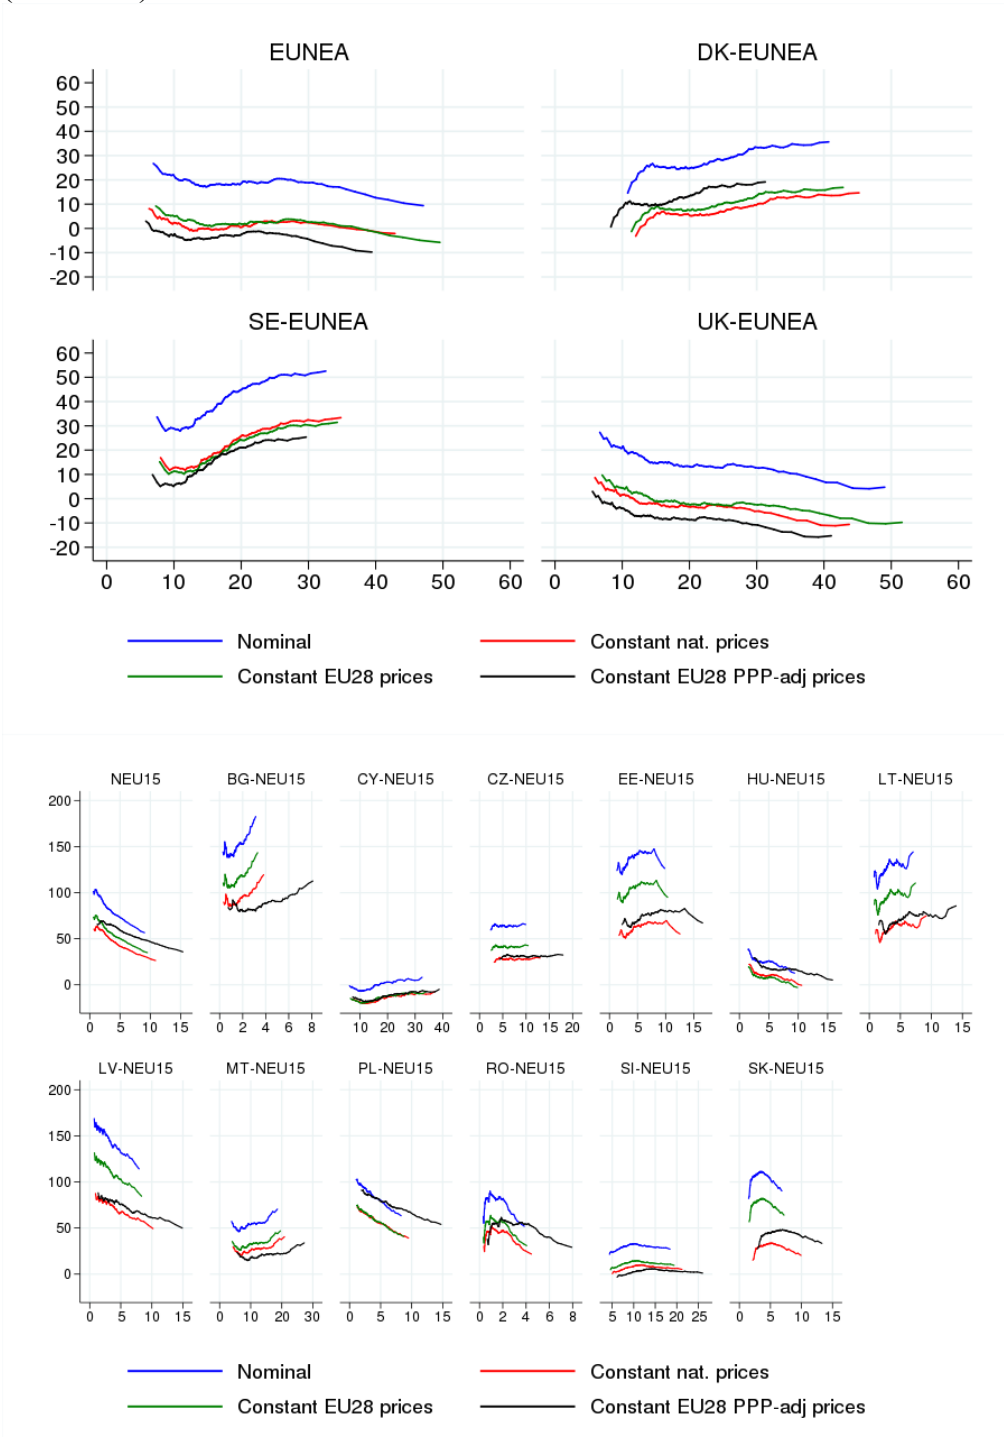 EUNEA DK-EUNEA
60
50
40
30
20
10
0
-10
-20
SE-EUNEA UK-EUNEA
60
50
40
30
20
10
0
-10
-20
0 10 20 30 40 50 60 0 10 20 30 40 50 60
Nominal Constant nat. prices
Constant EU28 prices Constant EU28 PPP-adj prices
NEU15 BG-NEU15 CY-NEU15 CZ-NEU15 EE-NEU15 HU-NEU15 LT-NEU15
200
150
100
50
0
0 5 10 15 0 2 4 6 8 10 20 30 40 0 5 10 15 20 0 5 10 15 0 5 10 15 0 5 10 15
LV-NEU15 MT-NEU15 PL-NEU15 RO-NEU15 SI-NEU15 SK-NEU15
200
150
100
50
0
0 5 10 15 0 10 20 30 0 5 10 15 0 2 4 6 8 5 10 15 20 25 0 5 10 15
Nominal Constant nat. prices
Constant EU28 prices Constant EU28 PPP-adj prices